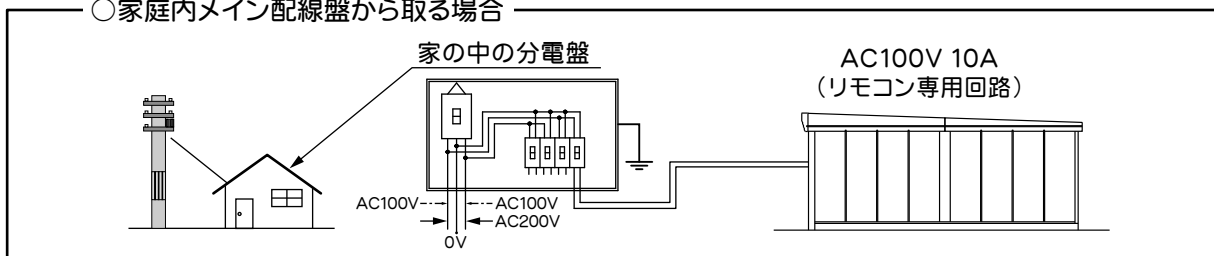 ○家庭内メイン配線盤から取る場合
家の中の分電盤
AC100V 10A
（リモコン専用回路）
AC100V
AC100V
AC200V
0V